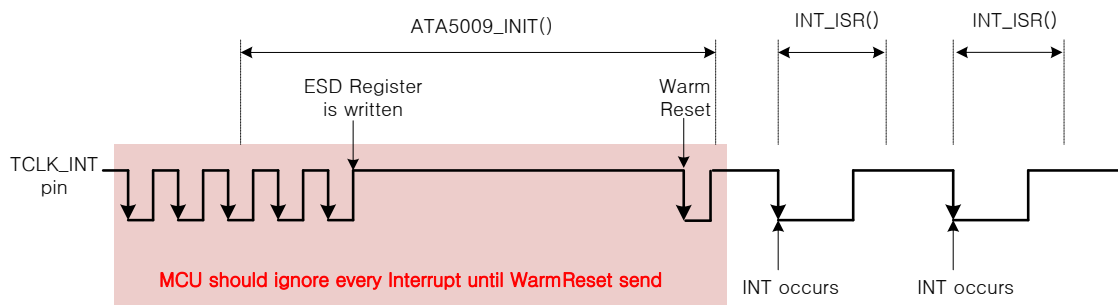 ATA5009_INIT()
INT_ISR()
INT_ISR()
ESD Register
is written
Warm
Reset
TCLK_INT
pin
MCU should ignore every Interrupt until WarmReset send
INT occurs
INT occurs